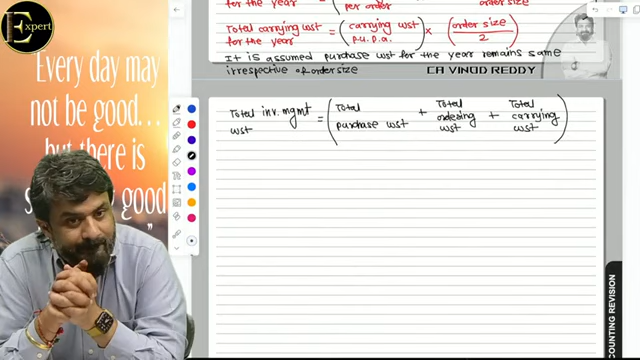 Expert
Every day may
not be good...
but there is
good
for the year = per order order size
Total carrying cost = (carrying cost) × (order size)
for the year p.u.p.a. 2
It is assumed purchase cost for the year remains same
irrespective of order size
CA VINOD REDDY
Total inv. mgmt = (Total + Total + Total)
cost purchase cost ordering carrying
cost cost
COUNTING REVISION